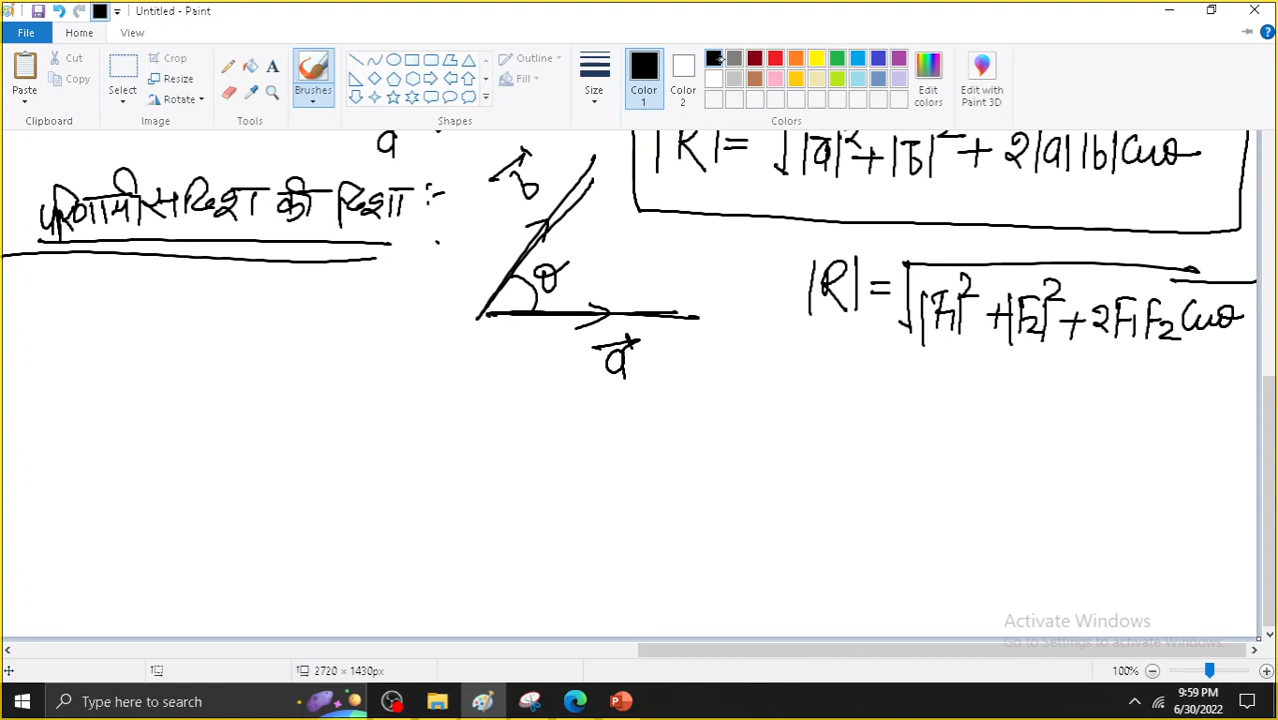 Untitled - Paint
File Home View
Cut
Copy
Paste
Clipboard
Crop
Resize
Rotate
Select
Image
Tools
Brushes
Shapes
Outline
Fill
Size
Color 1
Color 2
Colors
Edit colors
Edit with Paint 3D
a
|R| = √|a|² + |b|² + 2|a||b|Cosθ
परिणामी सदिश की दिशा :-
b
θ
a
|R| = √|F₁|² + |F₂|² + 2F₁F₂ Cosθ
Activate Windows
Go to Settings to activate Windows.
2720 × 1430px
100%
Type here to search
9:59 PM
6/30/2022